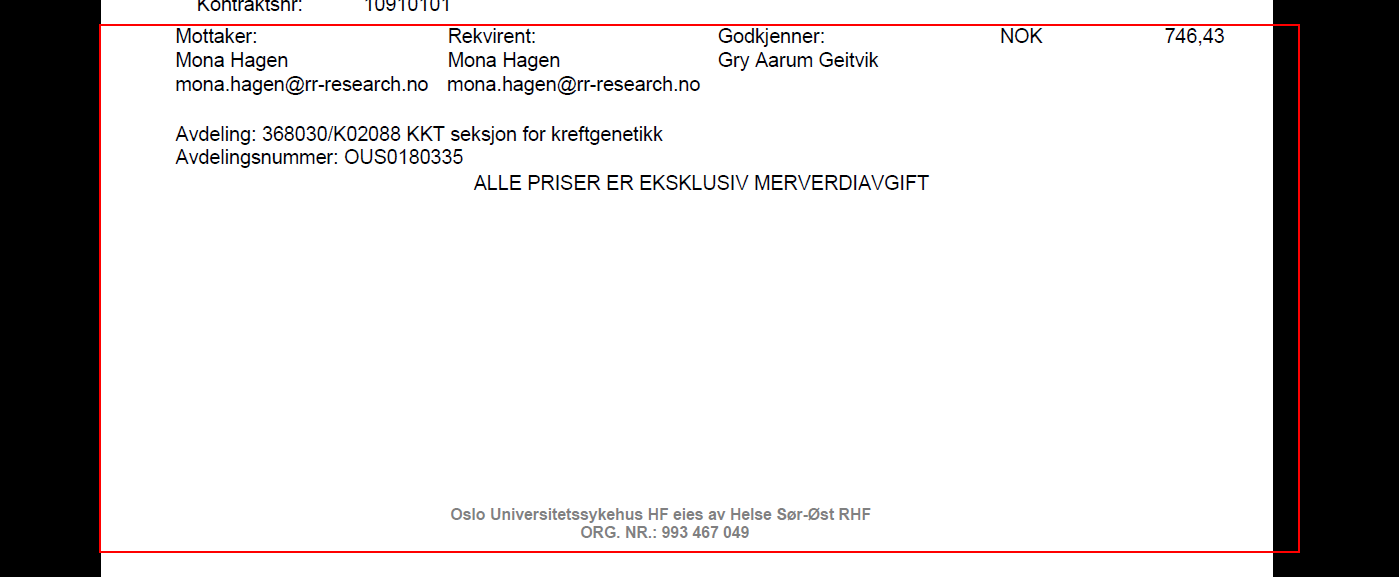 Kontraktsnr: 10910101
Mottaker: Rekvirent: Godkjenner: NOK 746,43
Mona Hagen Mona Hagen Gry Aarum Geitvik
mona.hagen@rr-research.no mona.hagen@rr-research.no
Avdeling: 368030/K02088 KKT seksjon for kreftgenetikk
Avdelingsnummer: OUS0180335
ALLE PRISER ER EKSKLUSIV MERVERDIAVGIFT
Oslo Universitetssykehus HF eies av Helse Sør-Øst RHF
ORG. NR.: 993 467 049